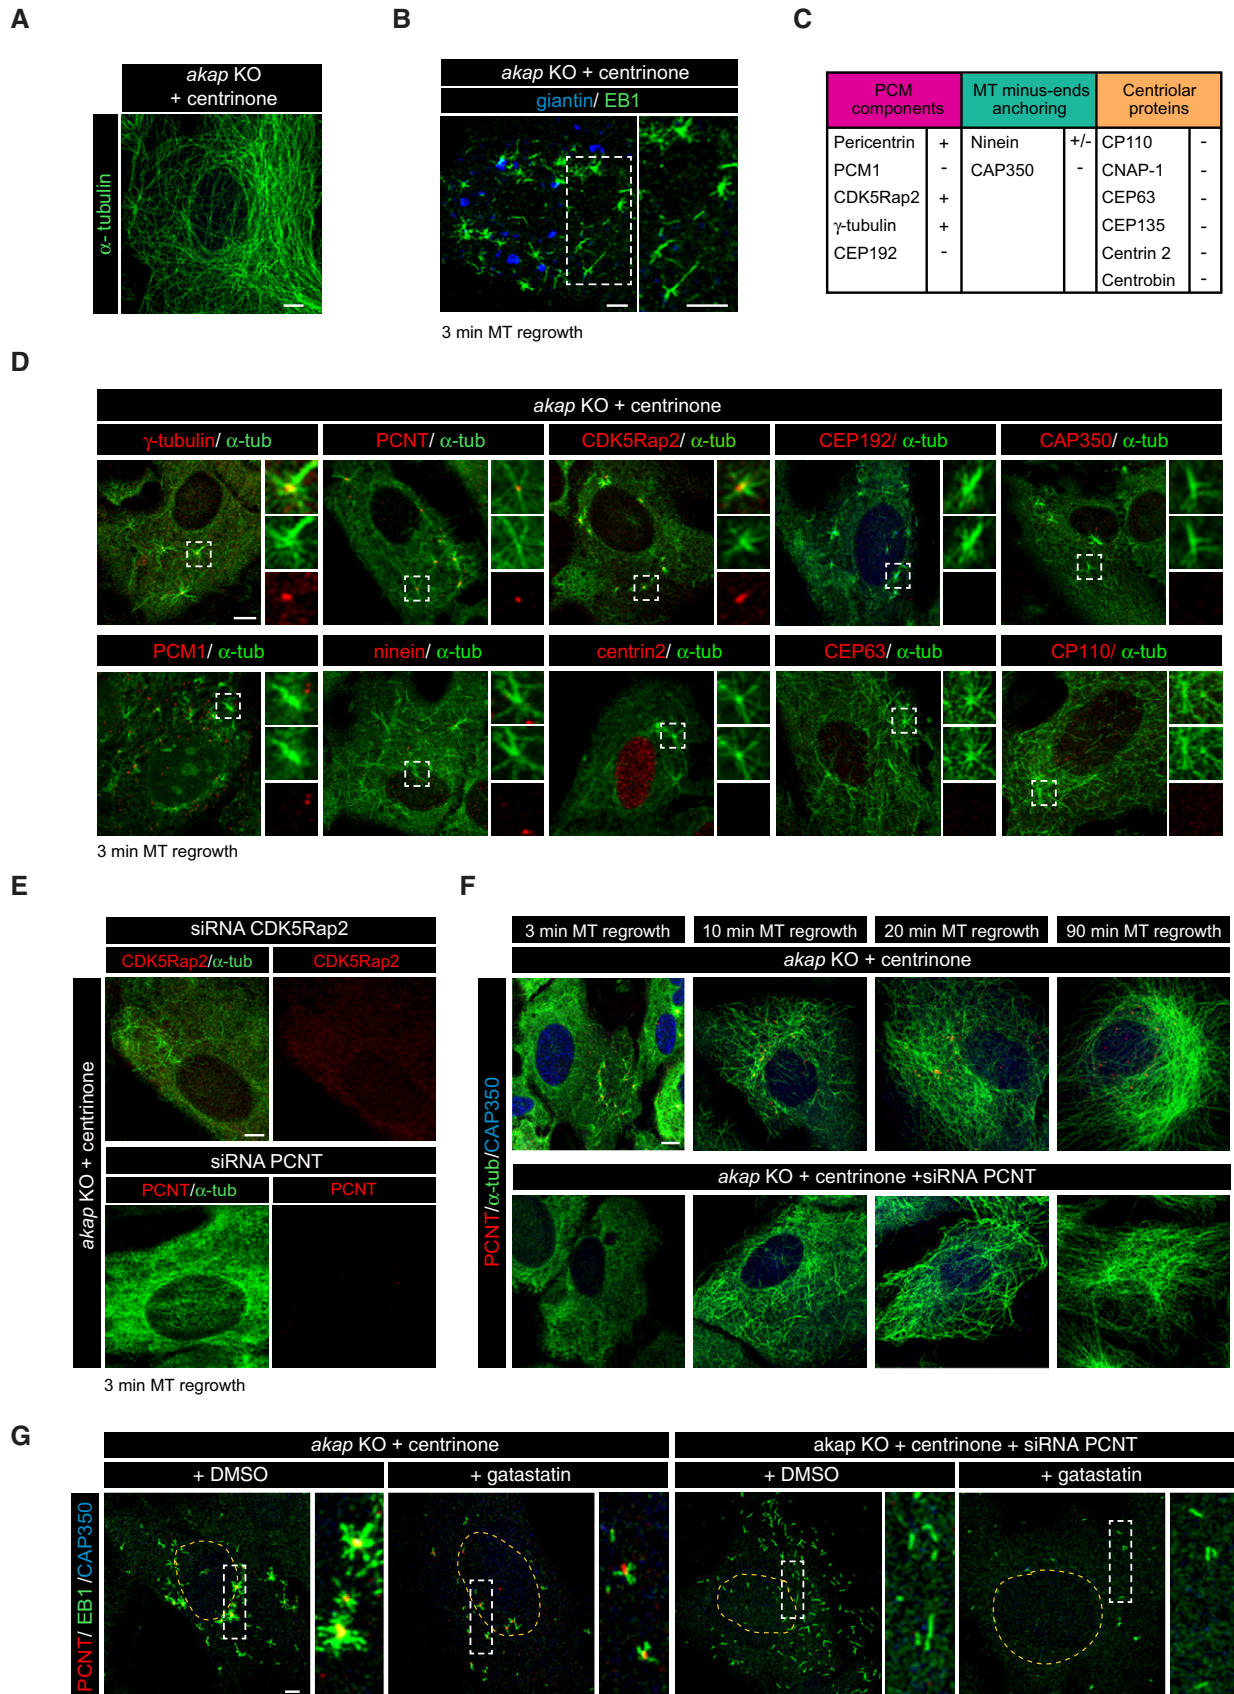 A
B
C
akap KO
+ centrinone
α- tubulin
akap KO + centrinone
giantin/ EB1
3 min MT regrowth
PCM components
MT minus-ends anchoring
Centriolar proteins
Pericentrin + Ninein +/- CP110 -
PCM1 - CAP350 - CNAP-1 -
CDK5Rap2 + CEP63 -
γ-tubulin + CEP135 -
CEP192 - Centrin 2 -
Centrobin -
D
akap KO + centrinone
γ-tubulin/ α-tub
PCNT/ α-tub
CDK5Rap2/ α-tub
CEP192/ α-tub
CAP350/ α-tub
PCM1/ α-tub
ninein/ α-tub
centrin2/ α-tub
CEP63/ α-tub
CP110/ α-tub
3 min MT regrowth
E
akap KO + centrinone
siRNA CDK5Rap2
CDK5Rap2/α-tub
CDK5Rap2
siRNA PCNT
PCNT/α-tub
PCNT
3 min MT regrowth
F
PCNT/α-tub/CAP350
3 min MT regrowth
10 min MT regrowth
20 min MT regrowth
90 min MT regrowth
akap KO + centrinone
akap KO + centrinone +siRNA PCNT
G
PCNT/ EB1 /CAP350
akap KO + centrinone
akap KO + centrinone + siRNA PCNT
+ DMSO
+ gatastatin
+ DMSO
+ gatastatin